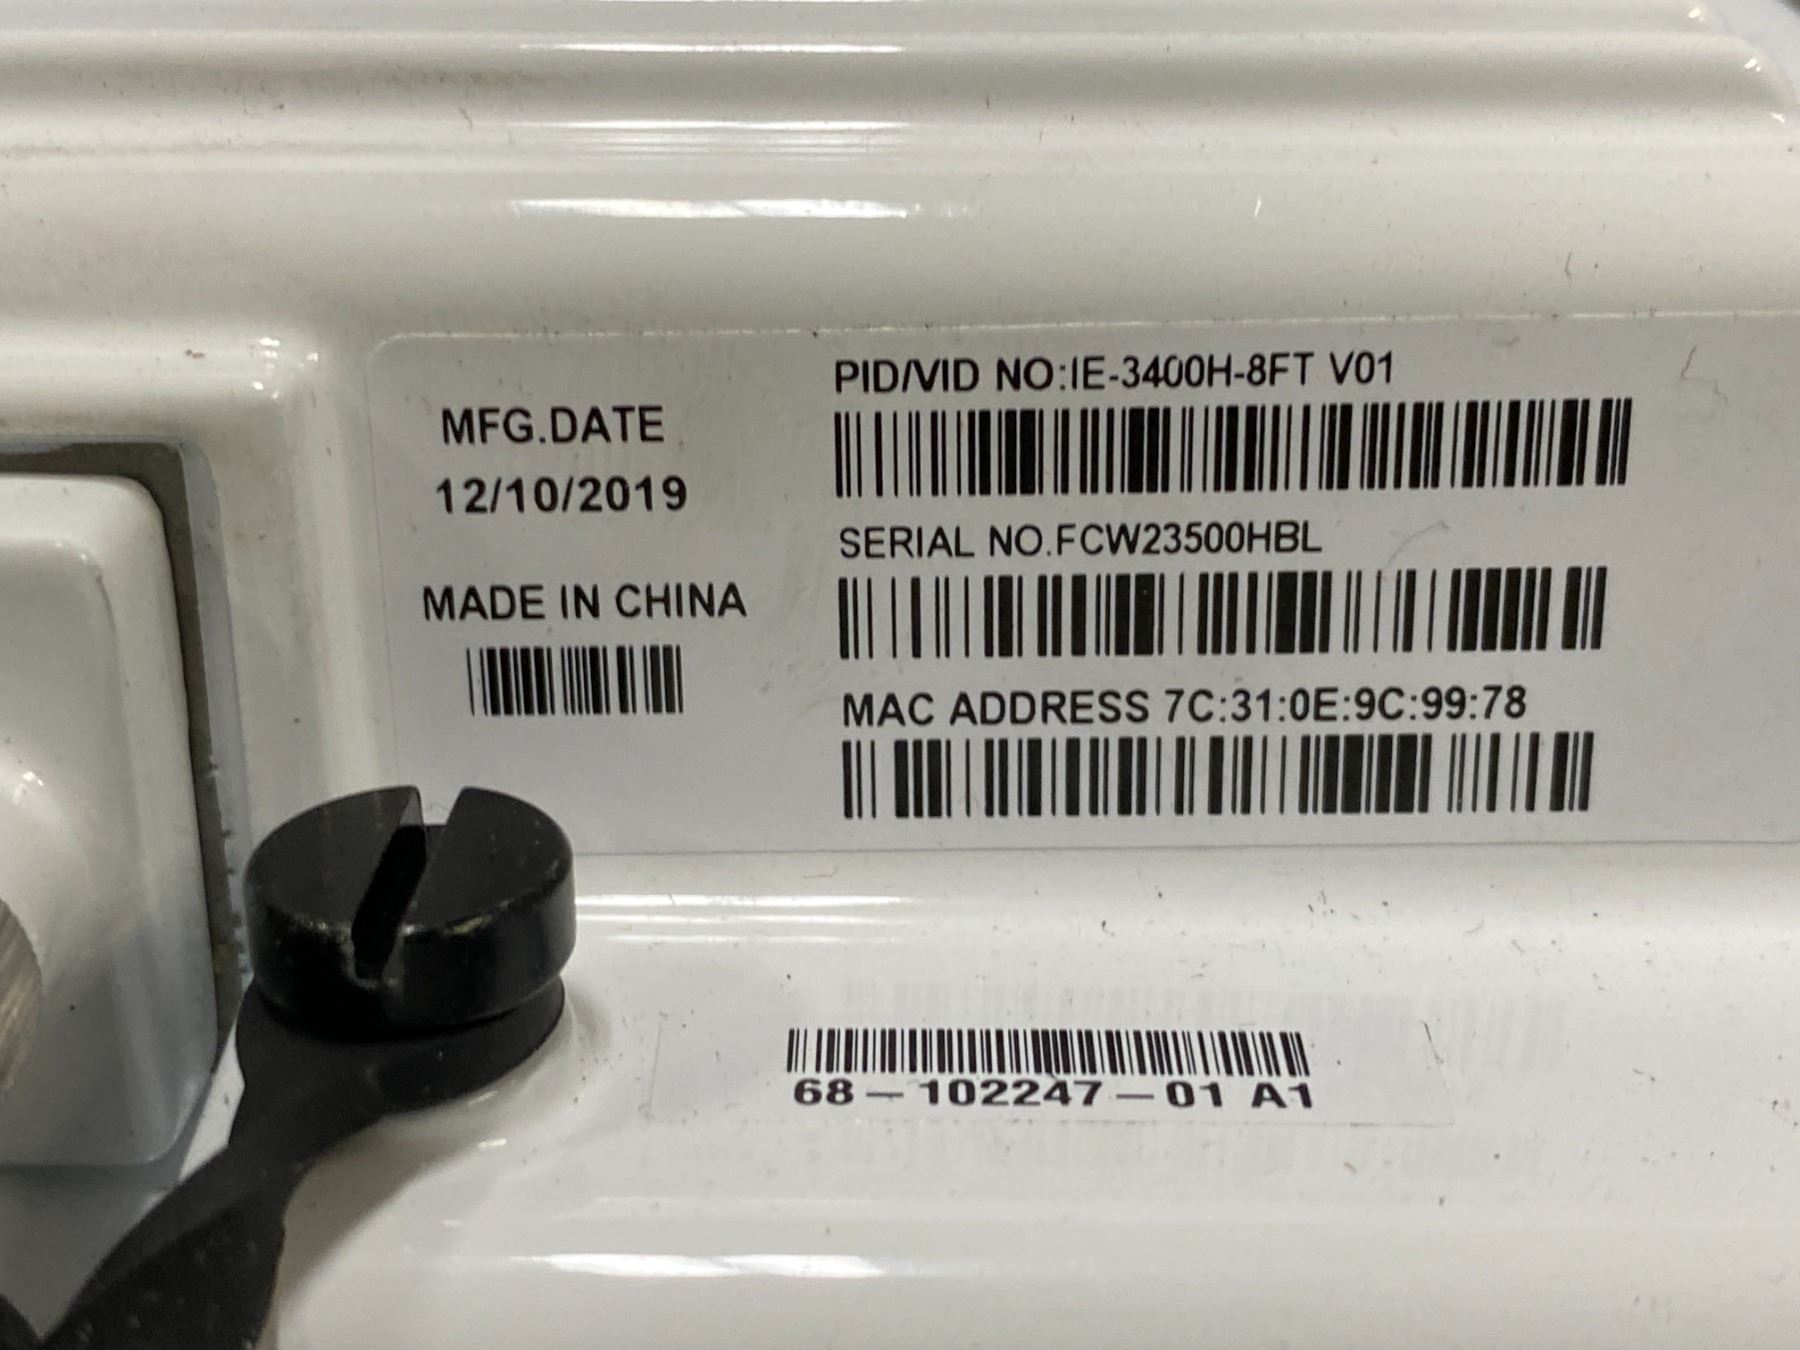 MFG.DATE
12/10/2019
MADE IN CHINA
PID/VID NO:IE-3400H-8FT V01
SERIAL NO.FCW23500HBL
MAC ADDRESS 7C:31:0E:9C:99:78
68-102247-01 A1